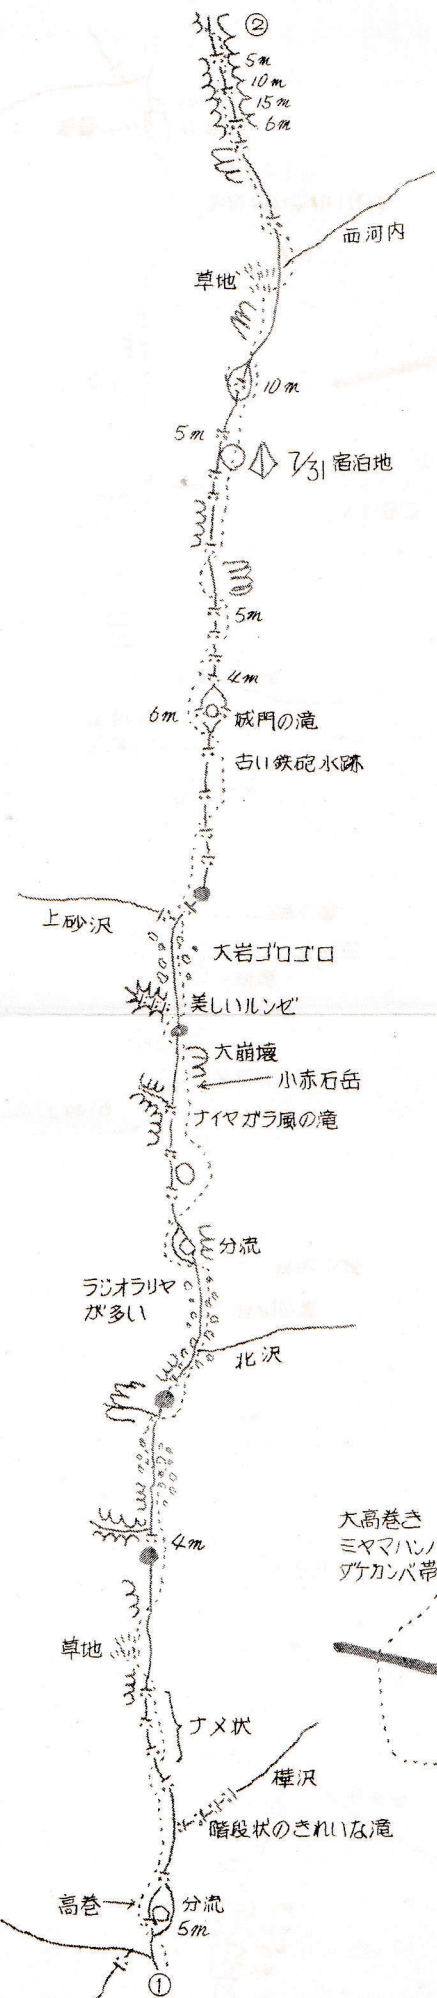 ②
5m
10m
15m
6m
西河内
草地
10m
5m
7/31 宿泊地
5m
4m
6m
城門の滝
古い鉄砲水跡
上砂沢
大岩ゴロゴロ
美しいルンゼ
大崩壊
小赤石岳
ナイヤガラ風の滝
分流
ラジオラリヤ
が多い
北沢
4m
大高巻き
ミヤマハン
ダケカンバ帯
草地
ナメ状
樺沢
階段状のきれいな滝
高巻
分流
5m
①